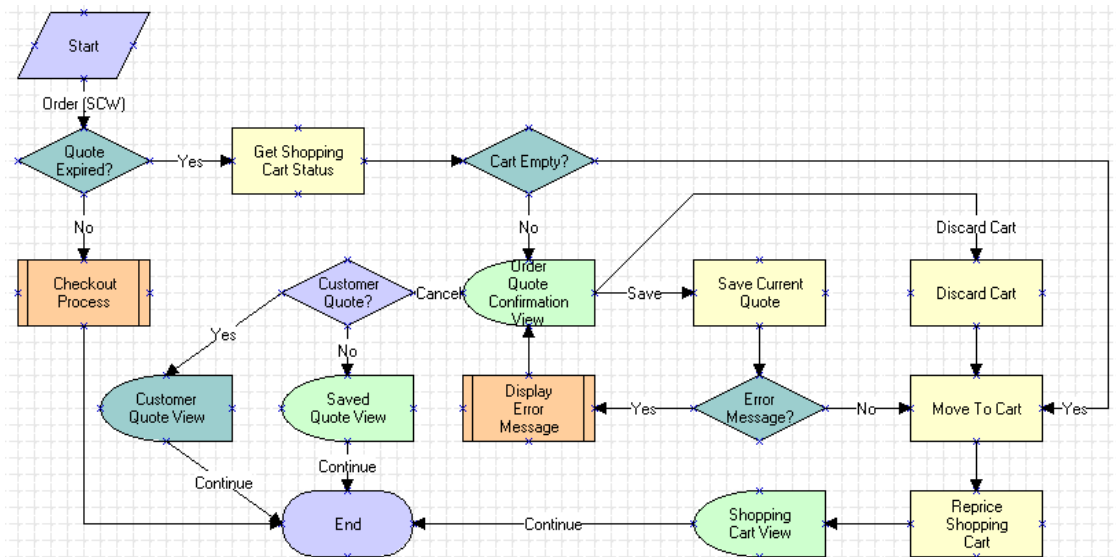 Start
Order (SCW)
Quote
Expired?
Yes
Get Shopping
Cart Status
Cart Empty?
No
No
Discard Cart
Checkout
Process
Customer
Quote?
Cancel
Order
Quote
Confirmation
View
Save
Save Current
Quote
Discard Cart
Yes
No
Customer
Quote View
Saved
Quote View
Display
Error
Message
Yes
Error
Message?
No
Move To Cart
Yes
Continue
Continue
End
Continue
Shopping
Cart View
Reprice
Shopping
Cart